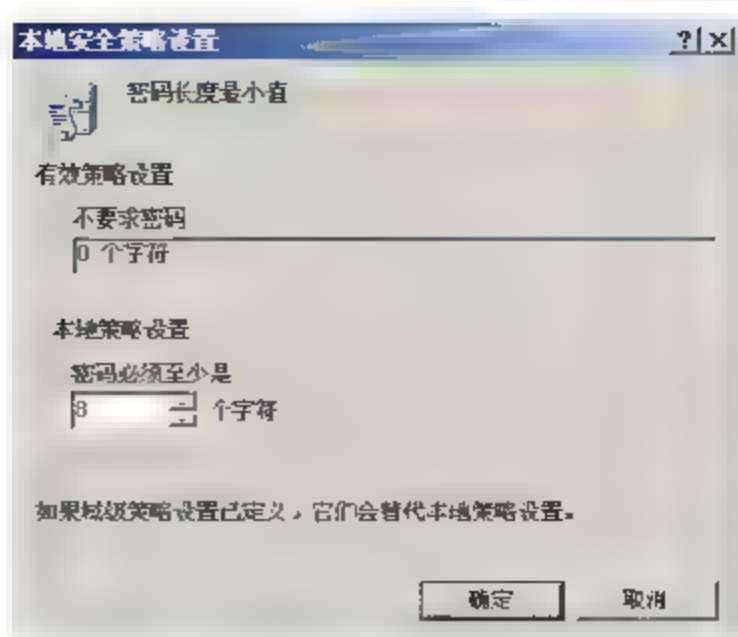 本地安全策略设置
密码长度最小值
有效策略设置
不要求密码
0 个字符
本地策略设置
密码必须至少是
8 个字符
如果域级策略设置已定义，它们会替代本地策略设置。
确定 取消